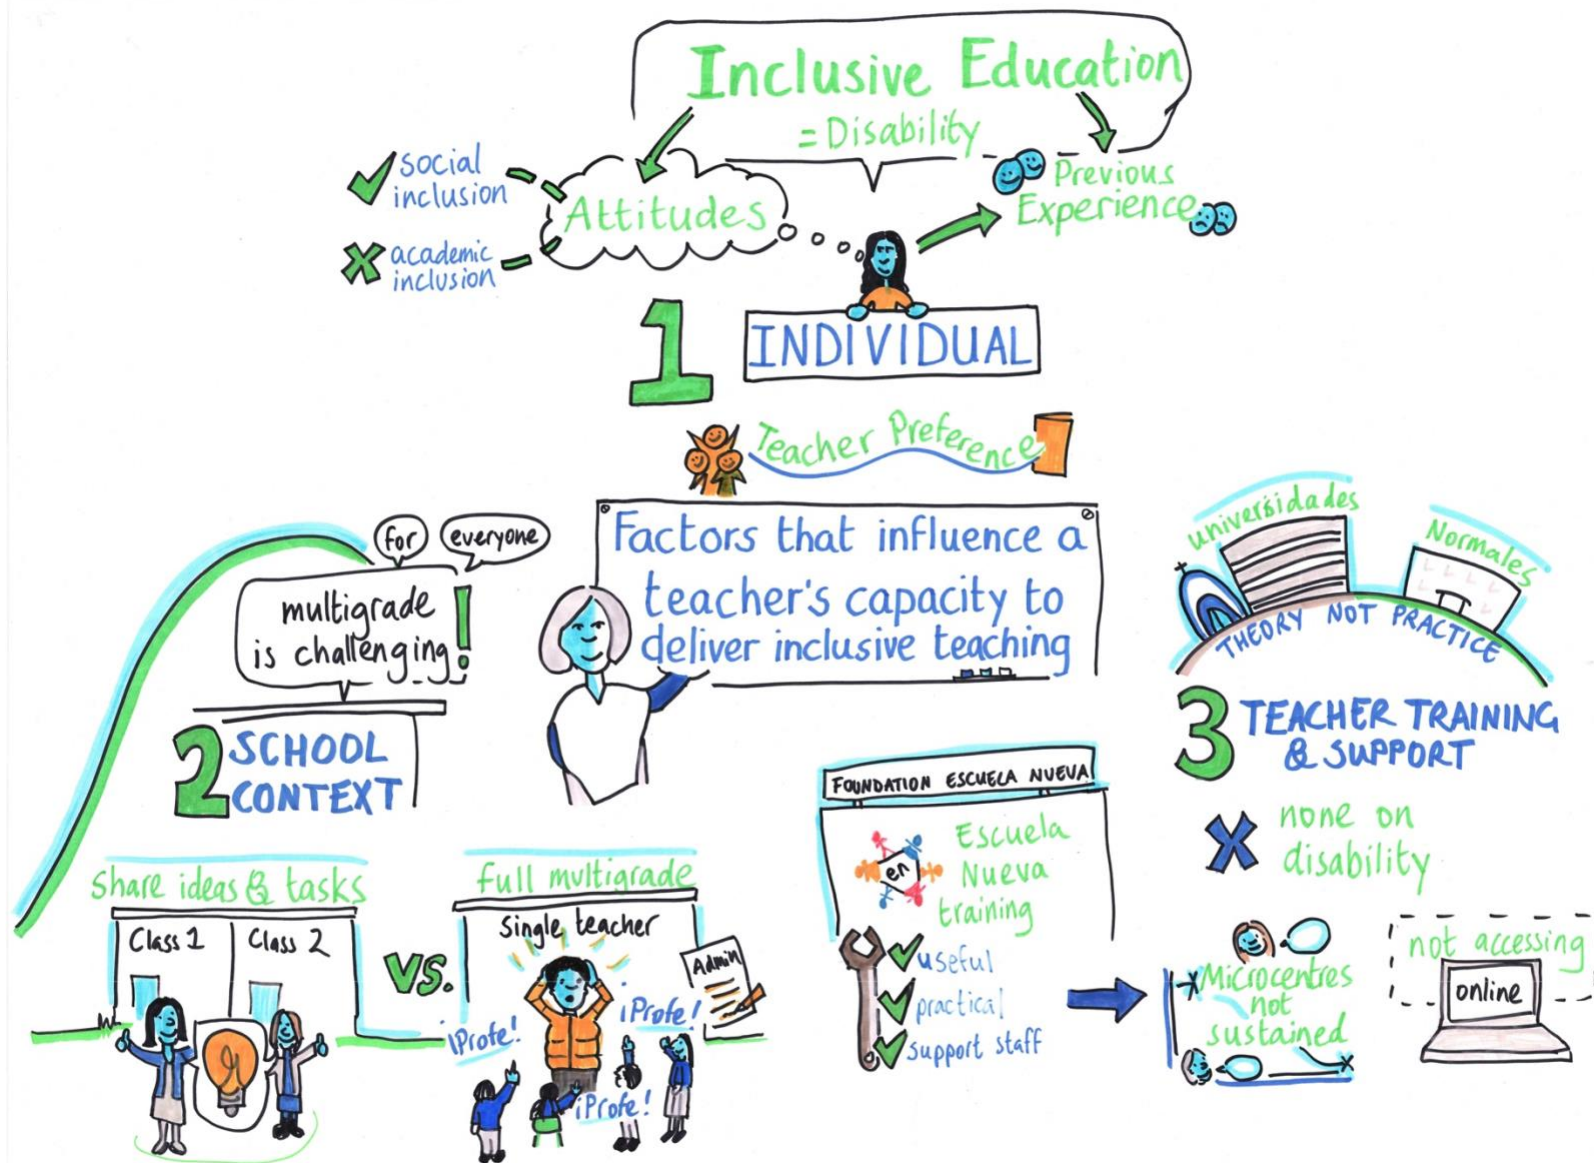 Inclusive Education
= Disability
social
inclusion
academic
inclusion
Attitudes
Previous
Experience
1
INDIVIDUAL
Teacher Preference
Factors that influence a
teacher's capacity to
deliver inclusive teaching
for
everyone
multigrade
is challenging!
2 SCHOOL
CONTEXT
Share ideas & tasks
Class 1
Class 2
VS.
Full multigrade
Single teacher
Admin
¡Profe!
¡Profe!
¡Profe!
FOUNDATION ESCUELA NUEVA
en
Escuela
Nueva
training
useful
practical
support staff
universidades
Normales
THEORY NOT PRACTICE
3 TEACHER TRAINING
& SUPPORT
none on
disability
Microcentres
not
sustained
not accessing
online